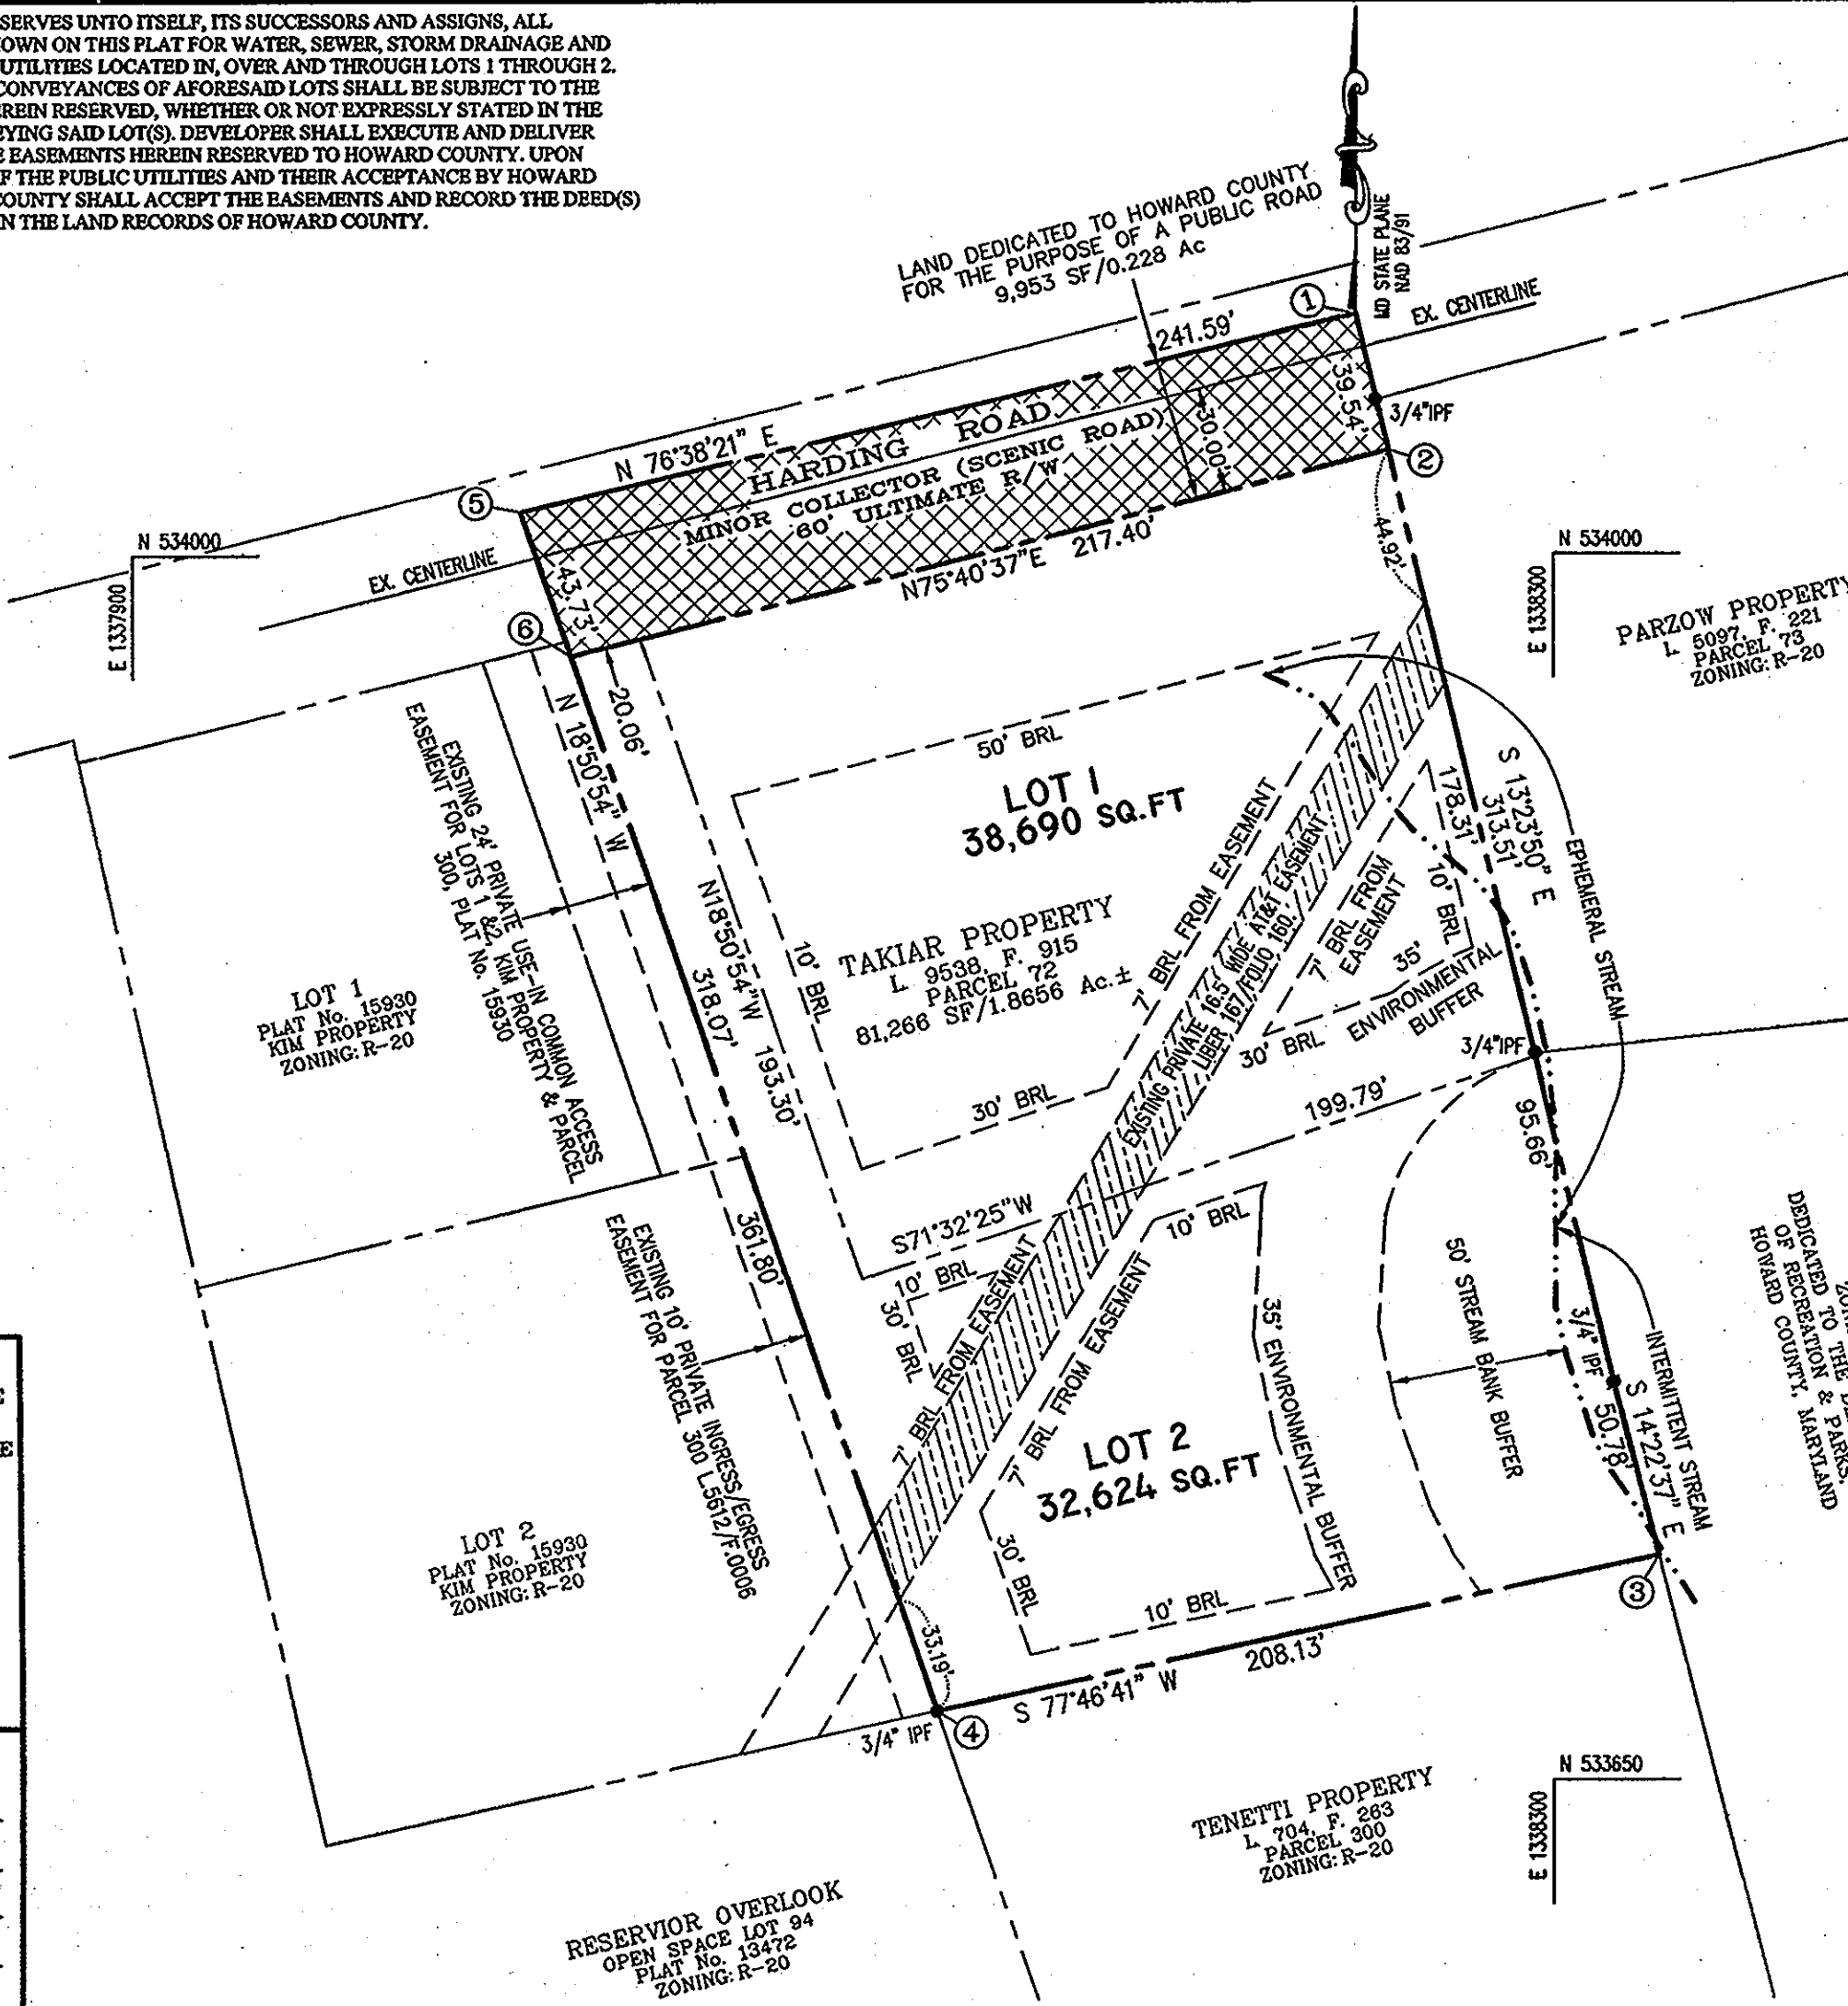 SERVES UNTO ITSELF, ITS SUCCESSORS AND ASSIGNS, ALL
OWN ON THIS PLAT FOR WATER, SEWER, STORM DRAINAGE AND
UTILITIES LOCATED IN, OVER AND THROUGH LOTS 1 THROUGH 2.
CONVEYANCES OF AFORESAID LOTS SHALL BE SUBJECT TO THE
REIN RESERVED, WHETHER OR NOT EXPRESSLY STATED IN THE
EYING SAID LOT(S). DEVELOPER SHALL EXECUTE AND DELIVER
E EASEMENTS HEREIN RESERVED TO HOWARD COUNTY. UPON
F THE PUBLIC UTILITIES AND THEIR ACCEPTANCE BY HOWARD
COUNTY SHALL ACCEPT THE EASEMENTS AND RECORD THE DEED(S)
N THE LAND RECORDS OF HOWARD COUNTY.
LAND DEDICATED TO HOWARD COUNTY
FOR THE PURPOSE OF A PUBLIC ROAD
9,953 SF/0.228 Ac
MD STATE PLANE
NAD 83/91
EX. CENTERLINE
1
241.59'
39.54'
3/4"IPF
2
N 76°38'21" E
HARDING ROAD
MINOR COLLECTOR (SCENIC ROAD)
60' ULTIMATE R/W
30.00'
5
N 534000
E 1337900
EX. CENTERLINE
43.73'
6
N75°40'37"E 217.40'
44.92'
N 534000
E 1338300
PARZOW PROPERTY
L 5097, F. 221
PARCEL 73
ZONING: R-20
20.06'
N 18°50'54" W
318.07'
361.80'
EXISTING 24' PRIVATE USE-IN COMMON ACCESS
EASEMENT FOR LOTS 1 &2, KIM PROPERTY & PARCEL
300, PLAT No. 15930
50' BRL
LOT 1
38,690 SQ.FT
TAKIAR PROPERTY
L 9538, F. 915
PARCEL 72
81,266 SF/1.8656 Ac.±
10' BRL
N18°50'54"W 193.30'
30' BRL
7' BRL FROM EASEMENT
EXISTING PRIVATE 16.5' WIDE AT&T EASEMENT
LIBER 167/FOLIO 160.
7' BRL FROM
EASEMENT
178.31'
10' BRL
S 13°23'50" E
313.51'
EPHEMERAL STREAM
35'
ENVIRONMENTAL
BUFFER
30' BRL
3/4"IPF
199.79'
95.66'
LOT 1
PLAT No. 15930
KIM PROPERTY
ZONING: R-20
S71°32'25"W
10' BRL
30' BRL
7' BRL FROM EASEMENT
10' BRL
7' BRL FROM EASEMENT
EXISTING 10' PRIVATE INGRESS/EGRESS
EASEMENT FOR PARCEL 300 L.5612/F.0006
LOT 2
32,624 SQ.FT
35' ENVIRONMENTAL BUFFER
50' STREAM BANK BUFFER
3/4" IPF
50.78'
S 14°22'37" E
INTERMITTENT STREAM
DEDICATED TO THE
OF RECREATION & PARKS,
HOWARD COUNTY, MARYLAND
LOT 2
PLAT No. 15930
KIM PROPERTY
ZONING: R-20
30' BRL
10' BRL
3
33.19'
208.13'
S 77°46'41" W
3/4" IPF
4
N 533650
E 1338300
TENETTI PROPERTY
L 704, F. 263
PARCEL 300
ZONING: R-20
RESERVIOR OVERLOOK
OPEN SPACE LOT 94
PLAT No. 13472
ZONING: R-20
E